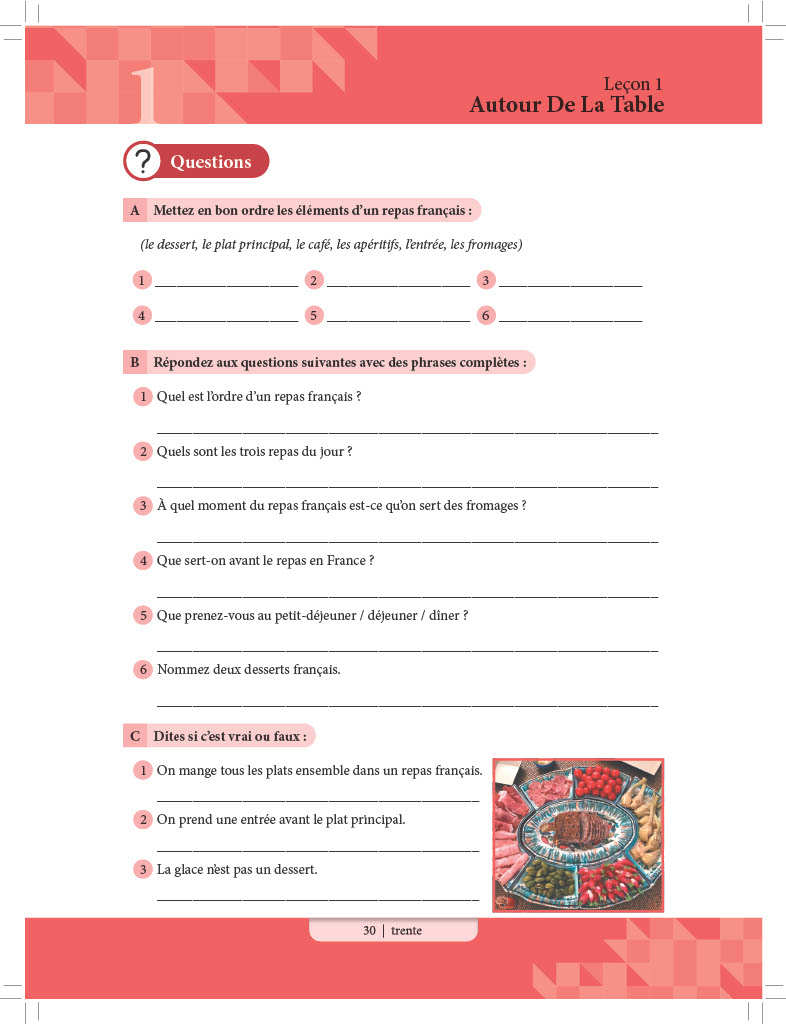 1
Leçon 1
Autour De La Table
? Questions
A Mettez en bon ordre les éléments d’un repas français :
(le dessert, le plat principal, le café, les apéritifs, l’entrée, les fromages)
1 ____________________ 2 ____________________ 3 ____________________
4 ____________________ 5 ____________________ 6 ____________________
B Répondez aux questions suivantes avec des phrases complètes :
1 Quel est l’ordre d’un repas français ?
2 Quels sont les trois repas du jour ?
3 À quel moment du repas français est-ce qu’on sert des fromages ?
4 Que sert-on avant le repas en France ?
5 Que prenez-vous au petit-déjeuner / déjeuner / dîner ?
6 Nommez deux desserts français.
C Dites si c’est vrai ou faux :
1 On mange tous les plats ensemble dans un repas français.
2 On prend une entrée avant le plat principal.
3 La glace n’est pas un dessert.
30 | trente